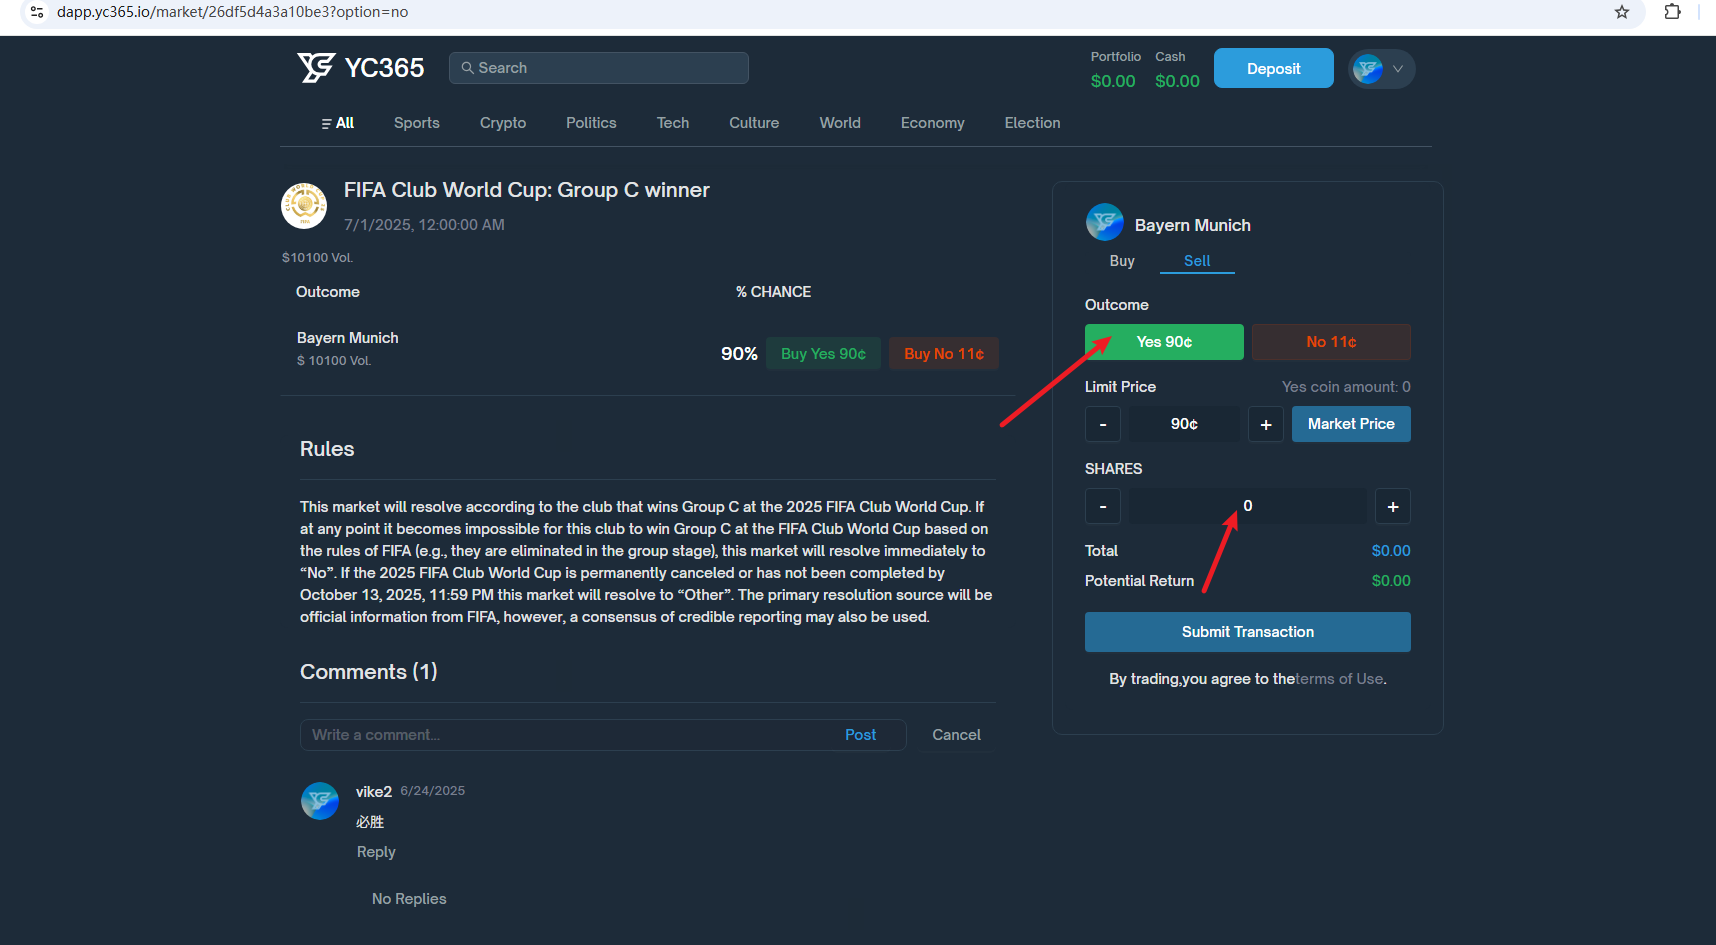 dapp.yc365.io/market/26df5d4a3a10be3?option=no
YC365
Search
Portfolio
$0.00
Cash
$0.00
Deposit
All
Sports
Crypto
Politics
Tech
Culture
World
Economy
Election
FIFA Club World Cup: Group C winner
7/1/2025, 12:00:00 AM
$10100 Vol.
Outcome
% CHANCE
Bayern Munich
$ 10100 Vol.
90%
Buy Yes 90¢
Buy No 11¢
Rules
This market will resolve according to the club that wins Group C at the 2025 FIFA Club World Cup. If
at any point it becomes impossible for this club to win Group C at the FIFA Club World Cup based on
the rules of FIFA (e.g., they are eliminated in the group stage), this market will resolve immediately to
“No”. If the 2025 FIFA Club World Cup is permanently canceled or has not been completed by
October 13, 2025, 11:59 PM this market will resolve to “Other”. The primary resolution source will be
official information from FIFA, however, a consensus of credible reporting may also be used.
Comments (1)
Write a comment...
Post
Cancel
vike2
6/24/2025
必胜
Reply
No Replies
Bayern Munich
Buy
Sell
Outcome
Yes 90¢
No 11¢
Limit Price
Yes coin amount: 0
-
90¢
+
Market Price
SHARES
-
0
+
Total
$0.00
Potential Return
$0.00
Submit Transaction
By trading,you agree to theterms of Use.